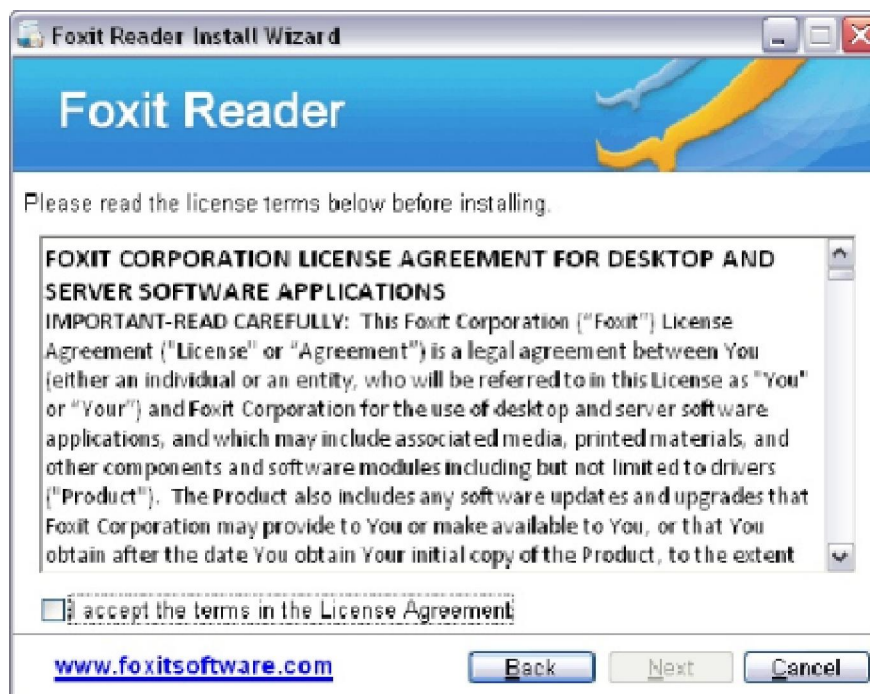 Foxit Reader Install Wizard
Foxit Reader
Please read the license terms below before installing.
FOXIT CORPORATION LICENSE AGREEMENT FOR DESKTOP AND
SERVER SOFTWARE APPLICATIONS
IMPORTANT-READ CAREFULLY: This Foxit Corporation (“Foxit”) License
Agreement ("License" or “Agreement”) is a legal agreement between You
(either an individual or an entity, who will be referred to in this License as "You"
or “Your”) and Foxit Corporation for the use of desktop and server software
applications, and which may include associated media, printed materials, and
other components and software modules including but not limited to drivers
("Product"). The Product also includes any software updates and upgrades that
Foxit Corporation may provide to You or make available to You, or that You
obtain after the date You obtain Your initial copy of the Product, to the extent
I accept the terms in the License Agreement
www.foxitsoftware.com
Back
Next
Cancel